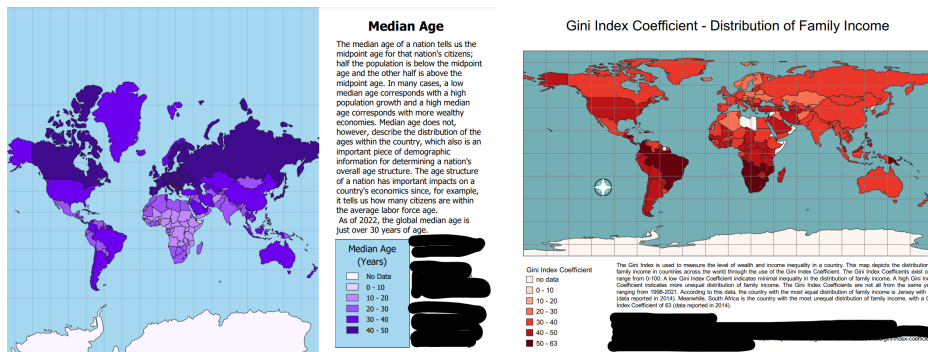 Median Age
The median age of a nation tells us the
midpoint age for that nation's citizens;
half the population is below the midpoint
age and the other half is above the
midpoint age. In many cases, a low
median age corresponds with a high
population growth and a high median
age corresponds with more wealthy
economies. Median age does not,
however, describe the distribution of the
ages within the country, which also is an
important piece of demographic
information for determining a nation's
overall age structure. The age structure
of a nation has important impacts on a
country's economics since, for example,
it tells us how many citizens are within
the average labor force age.
As of 2022, the global median age is
just over 30 years of age.
Median Age
(Years)
No Data
0 - 10
10 - 20
20 - 30
30 - 40
40 - 50
Gini Index Coefficient - Distribution of Family Income
Gini Index Coefficient
no data
0 - 10
10 - 20
20 - 30
30 - 40
40 - 50
50 - 63
The Gini Index is used to measure the level of wealth and income inequality in a country. This map depicts the distribution
family income in countries across the world through the use of the Gini Index Coefficient. The Gini Index Coefficients exist
range from 0-100. A low Gini Index Coefficient indicates minimal inequality in the distribution of family income. A high Gini
Coefficient indicates more unequal distribution of family income. The Gini Index Coefficients are not all from the same
ranging from 1998-2021. According to this data, the country with the most equal distribution of family income is Jersey with
(data reported in 2014). Meanwhile, South Africa is the country with the most unequal distribution of family income, with a
Index Coefficient of 63 (data reported in 2014).